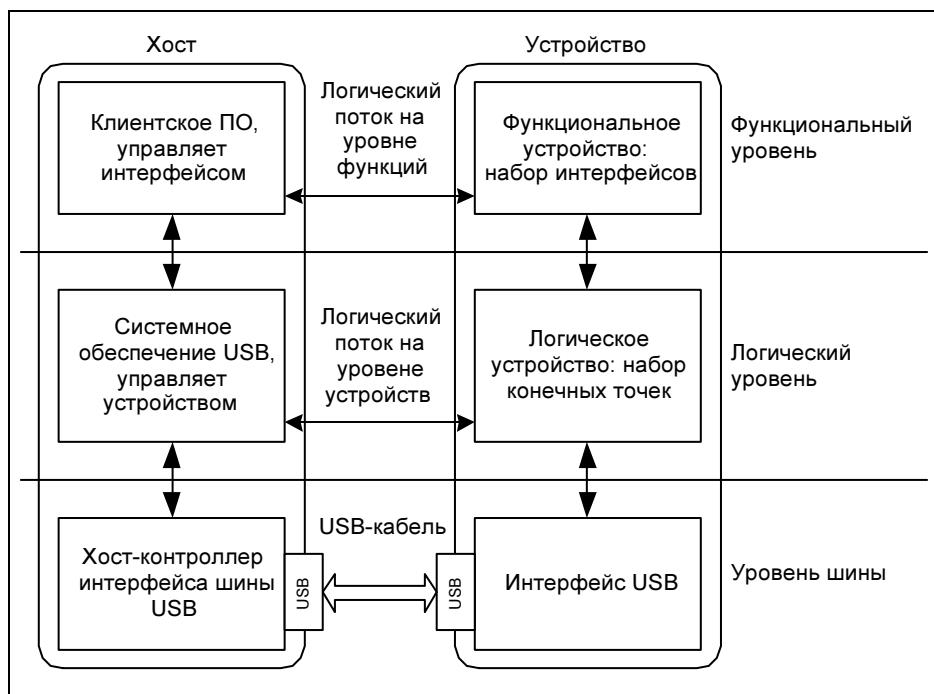 Хост
Устройство
Клиентское ПО,
управляет
интерфейсом
Логический
поток на
уровне
функций
Функциональное
устройство:
набор интерфейсов
Функциональный
уровень
Системное
обеспечение USB,
управляет
устройством
Логический
поток на
уровене
устройств
Логическое
устройство: набор
конечных точек
Логический
уровень
Хост-контроллер
интерфейса шины
USB
USB
USB-кабель
USB
Интерфейс USB
Уровень шины